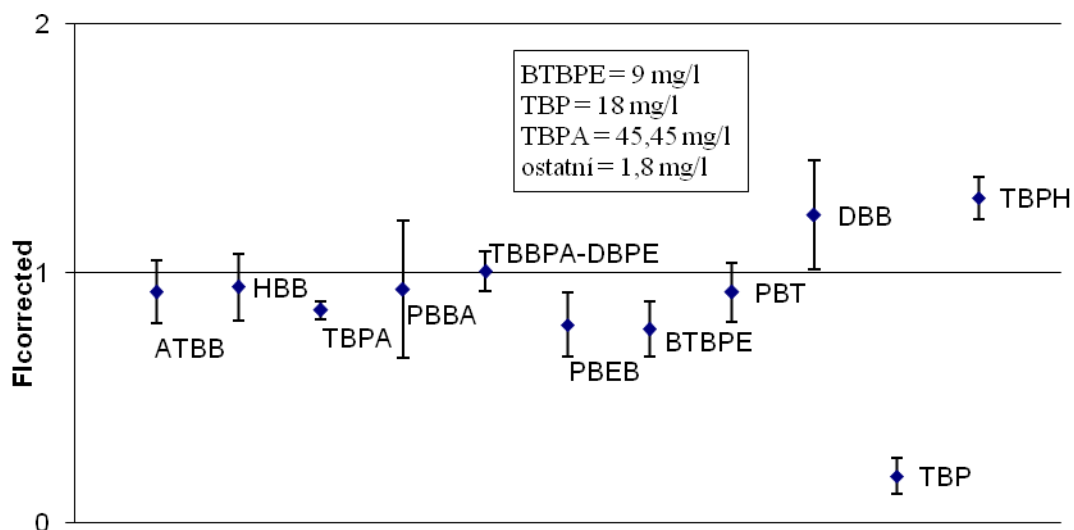 2
BTBPE = 9 mg/l
TBP = 18 mg/l
TBPA = 45,45 mg/l
ostatní = 1,8 mg/l
DBB
TBPH
TBBPA-DBPE
1
HBB
PBT
PBBA
TBPA
BTBPE
ATBB
PBEB
FIcorrected
TBP
0